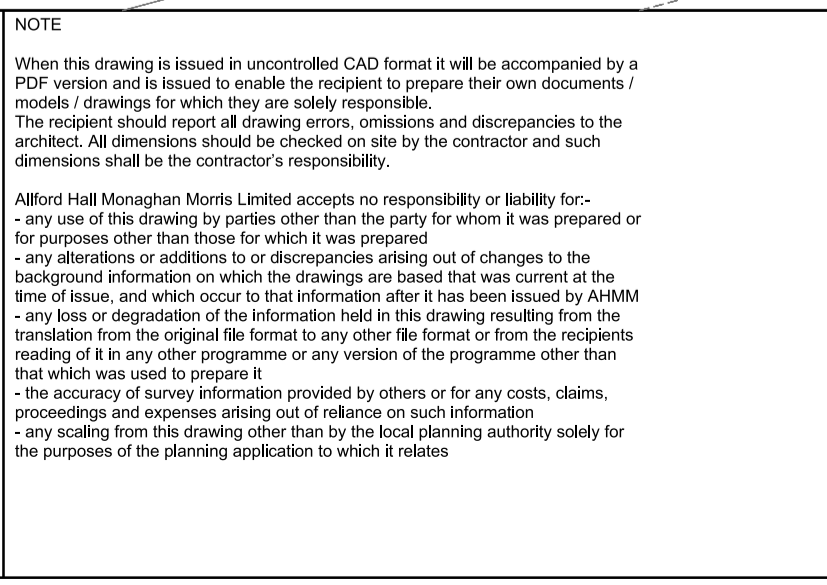 NOTE
When this drawing is issued in uncontrolled CAD format it will be accompanied by a
PDF version and is issued to enable the recipient to prepare their own documents /
models / drawings for which they are solely responsible.
The recipient should report all drawing errors, omissions and discrepancies to the
architect. All dimensions should be checked on site by the contractor and such
dimensions shall be the contractor's responsibility.
Allford Hall Monaghan Morris Limited accepts no responsibility or liability for:-
- any use of this drawing by parties other than the party for whom it was prepared or
for purposes other than those for which it was prepared
- any alterations or additions to or discrepancies arising out of changes to the
background information on which the drawings are based that was current at the
time of issue, and which occur to that information after it has been issued by AHMM
- any loss or degradation of the information held in this drawing resulting from the
translation from the original file format to any other file format or from the recipients
reading of it in any other programme or any version of the programme other than
that which was used to prepare it
- the accuracy of survey information provided by others or for any costs, claims,
proceedings and expenses arising out of reliance on such information
- any scaling from this drawing other than by the local planning authority solely for
the purposes of the planning application to which it relates